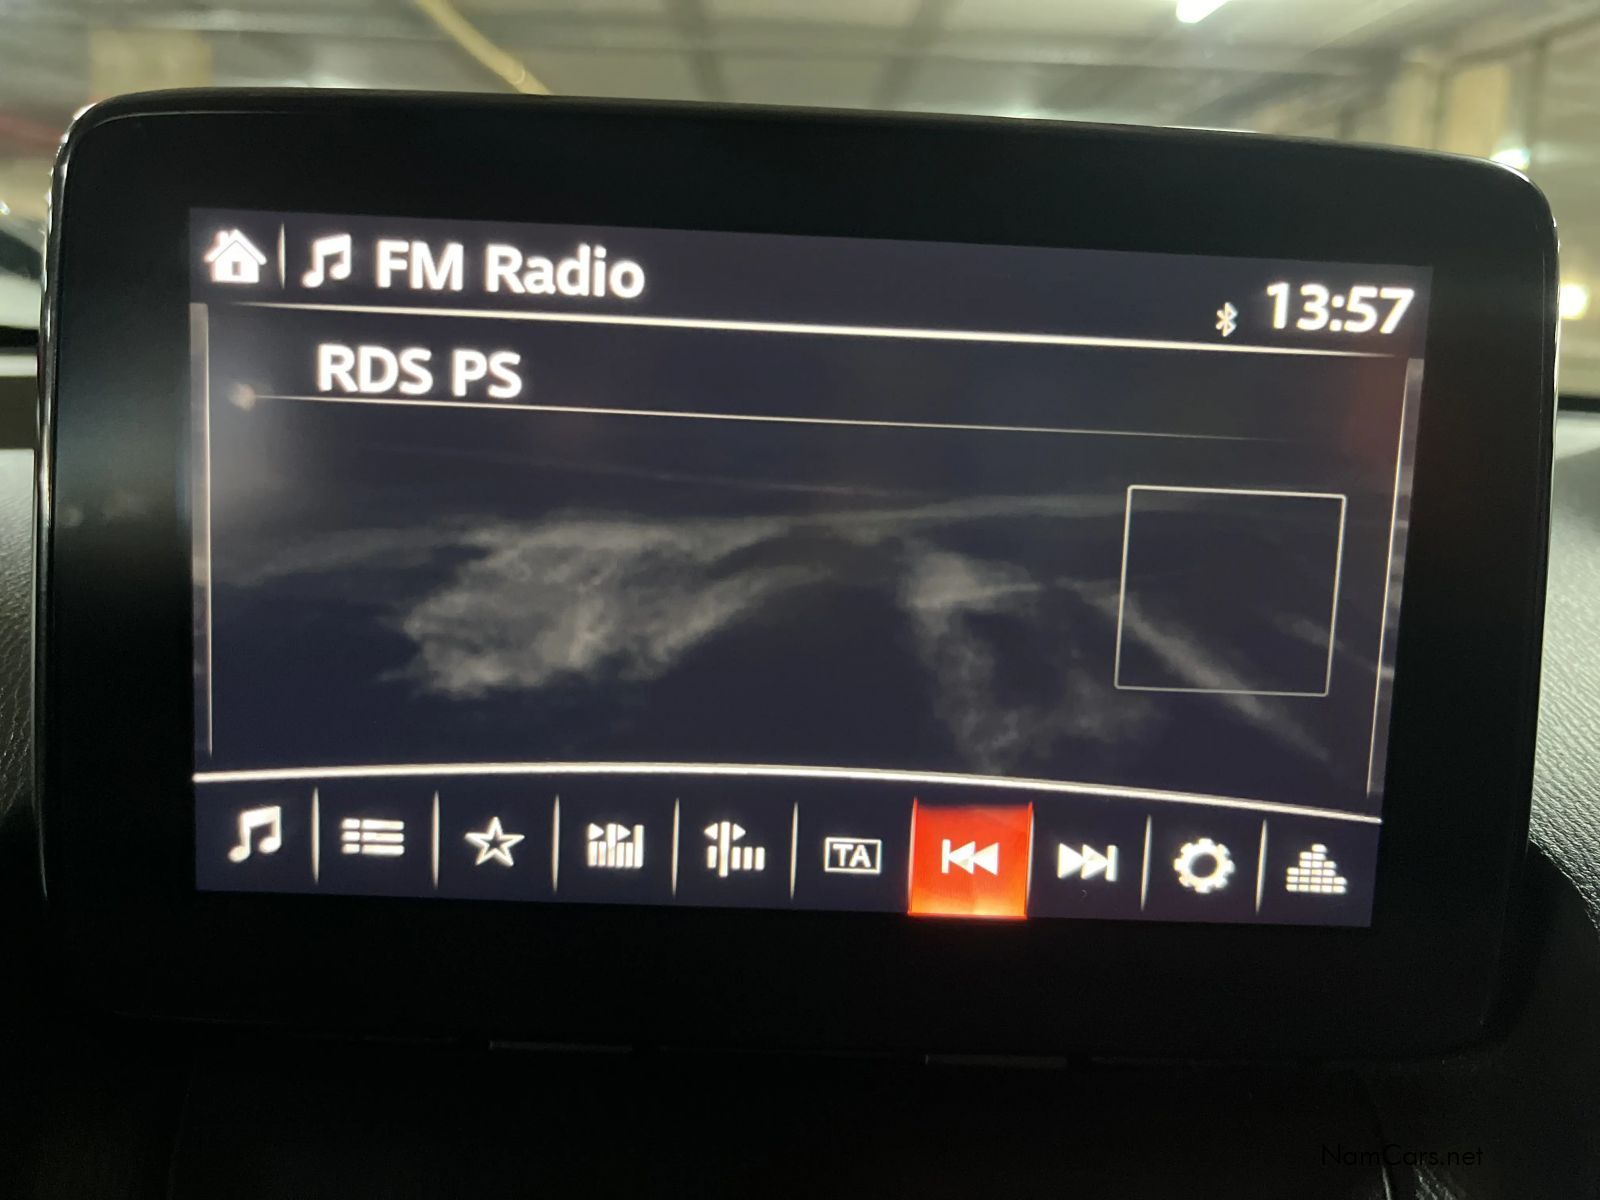 FM Radio
13:57
RDS PS
TA
NamCars.net